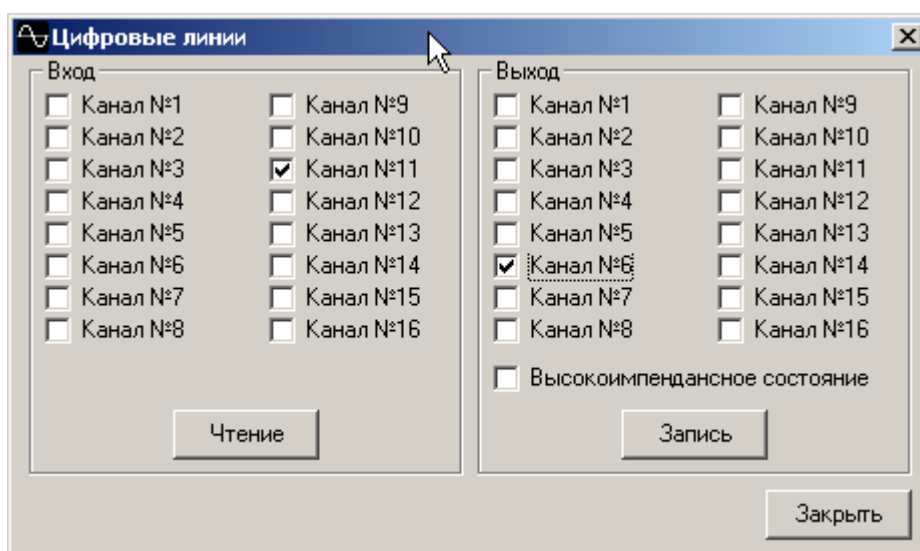 Цифровые линии
Вход
Канал №1
Канал №2
Канал №3
Канал №4
Канал №5
Канал №6
Канал №7
Канал №8
Канал №9
Канал №10
Канал №11
Канал №12
Канал №13
Канал №14
Канал №15
Канал №16
Чтение
Выход
Канал №1
Канал №2
Канал №3
Канал №4
Канал №5
Канал №6
Канал №7
Канал №8
Канал №9
Канал №10
Канал №11
Канал №12
Канал №13
Канал №14
Канал №15
Канал №16
Высокоимпендансное состояние
Запись
Закрыть